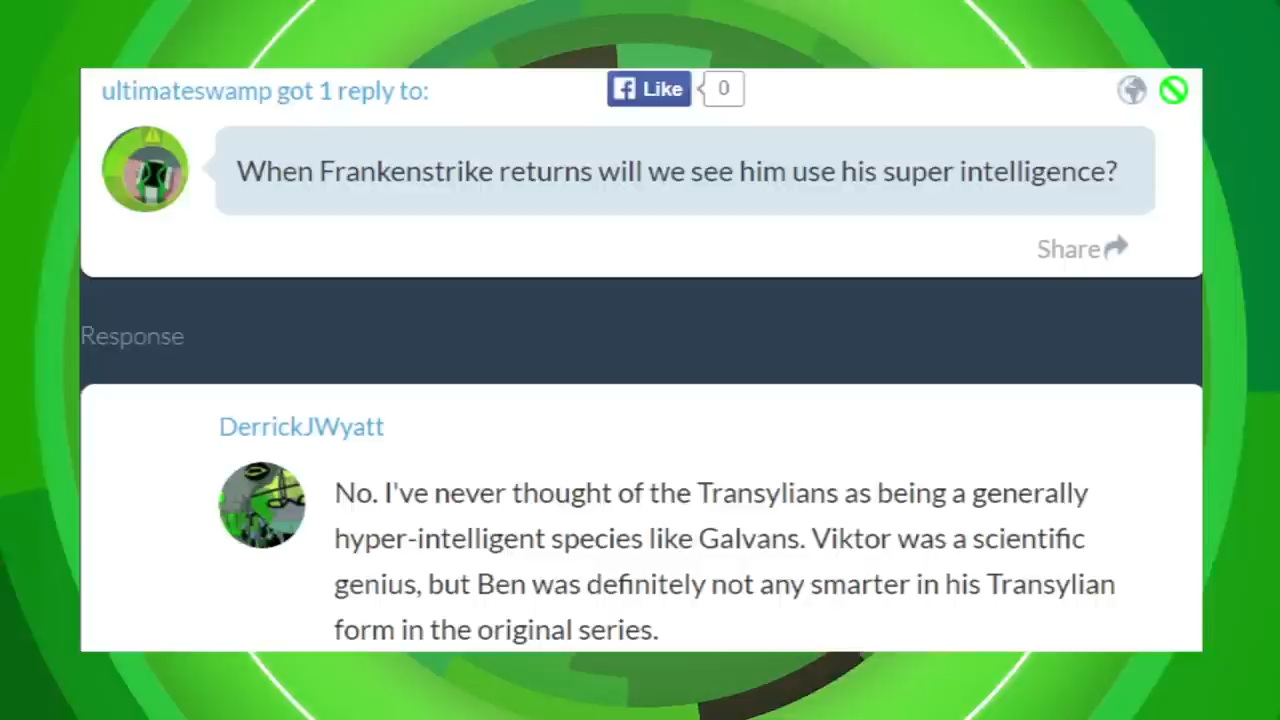 ultimateswamp got 1 reply to:
Like
0
When Frankenstrike returns will we see him use his super intelligence?
Share
Response
DerrickJWyatt
No. I've never thought of the Transylians as being a generally
hyper-intelligent species like Galvans. Viktor was a scientific
genius, but Ben was definitely not any smarter in his Transylian
form in the original series.